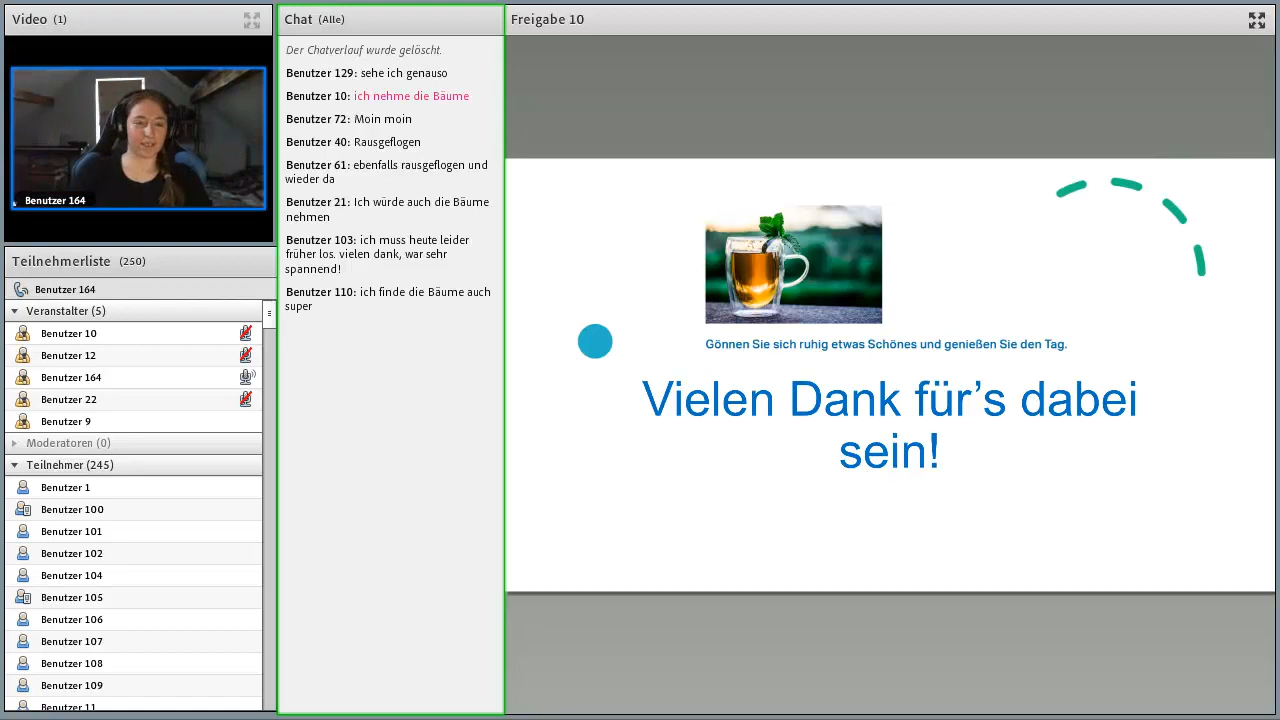 Video (1)
Benutzer 164
Teilnehmerliste (250)
Benutzer 164
Veranstalter (5)
Benutzer 10
Benutzer 12
Benutzer 164
Benutzer 22
Benutzer 9
Moderatoren (0)
Teilnehmer (245)
Benutzer 1
Benutzer 100
Benutzer 101
Benutzer 102
Benutzer 104
Benutzer 105
Benutzer 106
Benutzer 107
Benutzer 108
Benutzer 109
Benutzer 11
Chat (Alle)
Der Chatverlauf wurde gelöscht.
Benutzer 129: sehe ich genauso
Benutzer 10: ich nehme die Bäume
Benutzer 72: Moin moin
Benutzer 40: Rausgeflogen
Benutzer 61: ebenfalls rausgeflogen und
wieder da
Benutzer 21: Ich würde auch die Bäume
nehmen
Benutzer 103: ich muss heute leider
früher los. vielen dank, war sehr
spannend!
Benutzer 110: ich finde die Bäume auch
super
Freigabe 10
Gönnen Sie sich ruhig etwas Schönes und genießen Sie den Tag.
Vielen Dank für’s dabei
sein!